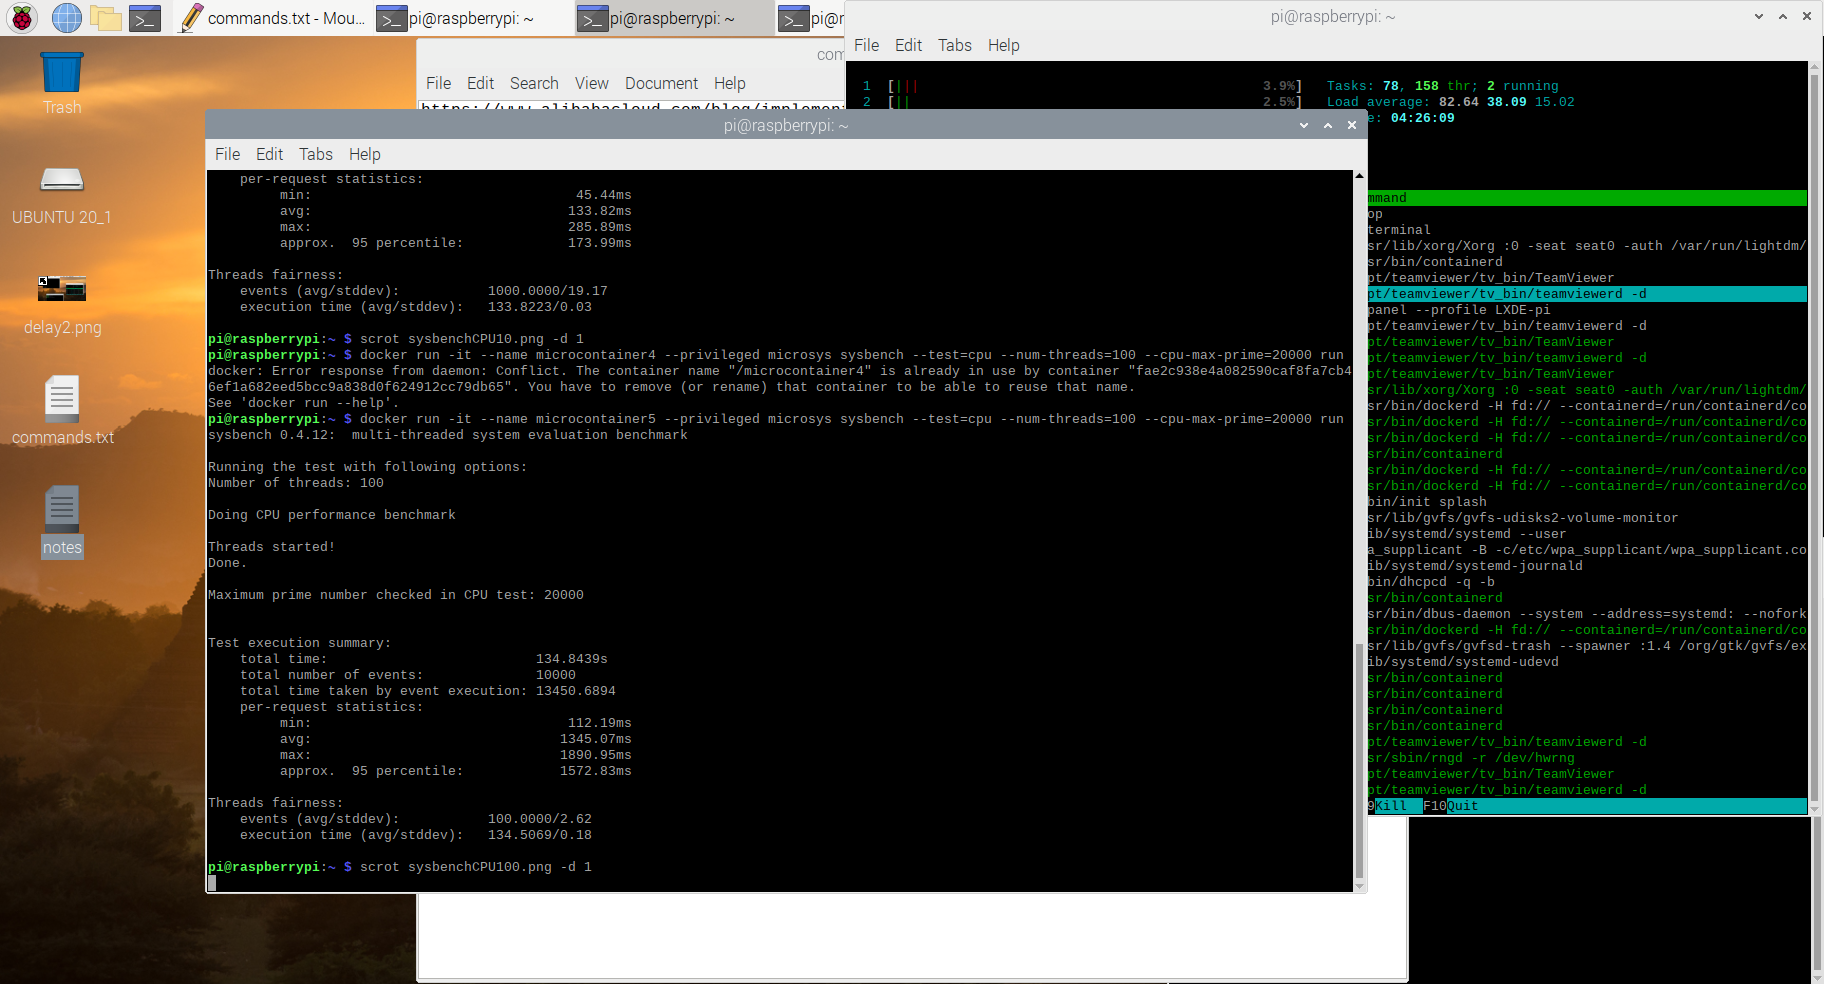 commands.txt - Mou...
pi@raspberrypi: ~
pi@raspberrypi: ~
pi@r
Trash
UBUNTU 20_1
delay2.png
commands.txt
notes
com
File Edit Search View Document Help
pi@raspberrypi: ~
File Edit Tabs Help
1 [||| 3.9%] Tasks: 78, 158 thr; 2 running
2 [|| 2.5%] Load average: 82.64 38.09 15.02
e: 04:26:09
mmand
op
terminal
sr/lib/xorg/Xorg :0 -seat seat0 -auth /var/run/lightdm/
sr/bin/containerd
pt/teamviewer/tv_bin/TeamViewer
pt/teamviewer/tv_bin/teamviewerd -d
panel --profile LXDE-pi
pt/teamviewer/tv_bin/teamviewerd -d
pt/teamviewer/tv_bin/TeamViewer
pt/teamviewer/tv_bin/teamviewerd -d
pt/teamviewer/tv_bin/TeamViewer
sr/lib/xorg/Xorg :0 -seat seat0 -auth /var/run/lightdm/
sr/bin/dockerd -H fd:// --containerd=/run/containerd/co
sr/bin/dockerd -H fd:// --containerd=/run/containerd/co
sr/bin/dockerd -H fd:// --containerd=/run/containerd/co
sr/bin/containerd
sr/bin/dockerd -H fd:// --containerd=/run/containerd/co
sr/bin/dockerd -H fd:// --containerd=/run/containerd/co
bin/init splash
sr/lib/gvfs/gvfs-udisks2-volume-monitor
ib/systemd/systemd --user
a_supplicant -B -c/etc/wpa_supplicant/wpa_supplicant.co
ib/systemd/systemd-journald
bin/dhcpcd -q -b
sr/bin/containerd
sr/bin/dbus-daemon --system --address=systemd: --nofork
sr/bin/dockerd -H fd:// --containerd=/run/containerd/co
sr/lib/gvfs/gvfsd-trash --spawner :1.4 /org/gtk/gvfs/ex
ib/systemd/systemd-udevd
sr/bin/containerd
sr/bin/containerd
sr/bin/containerd
sr/bin/containerd
pt/teamviewer/tv_bin/teamviewerd -d
sr/sbin/rngd -r /dev/hwrng
pt/teamviewer/tv_bin/TeamViewer
pt/teamviewer/tv_bin/teamviewerd -d
9Kill F10Quit
pi@raspberrypi: ~
File Edit Tabs Help
per-request statistics:
min: 45.44ms
avg: 133.82ms
max: 285.89ms
approx. 95 percentile: 173.99ms
Threads fairness:
events (avg/stddev): 1000.0000/19.17
execution time (avg/stddev): 133.8223/0.03
pi@raspberrypi:~ $ scrot sysbenchCPU10.png -d 1
pi@raspberrypi:~ $ docker run -it --name microcontainer4 --privileged microsys sysbench --test=cpu --num-threads=100 --cpu-max-prime=20000 run
docker: Error response from daemon: Conflict. The container name "/microcontainer4" is already in use by container "fae2c938e4a082590caf8fa7cb4
6ef1a682eed5bcc9a838d0f624912cc79db65". You have to remove (or rename) that container to be able to reuse that name.
See 'docker run --help'.
pi@raspberrypi:~ $ docker run -it --name microcontainer5 --privileged microsys sysbench --test=cpu --num-threads=100 --cpu-max-prime=20000 run
sysbench 0.4.12: multi-threaded system evaluation benchmark
Running the test with following options:
Number of threads: 100
Doing CPU performance benchmark
Threads started!
Done.
Maximum prime number checked in CPU test: 20000
Test execution summary:
total time: 134.8439s
total number of events: 10000
total time taken by event execution: 13450.6894
per-request statistics:
min: 112.19ms
avg: 1345.07ms
max: 1890.95ms
approx. 95 percentile: 1572.83ms
Threads fairness:
events (avg/stddev): 100.0000/2.62
execution time (avg/stddev): 134.5069/0.18
pi@raspberrypi:~ $ scrot sysbenchCPU100.png -d 1